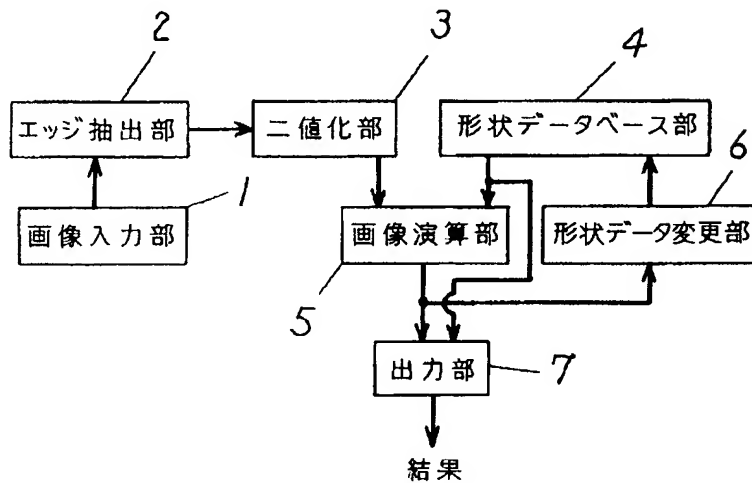 2
3
4
エッジ抽出部
二値化部
形状データベース部
6
1
画像入力部
画像演算部
形状データ変更部
5
出力部
7
結果